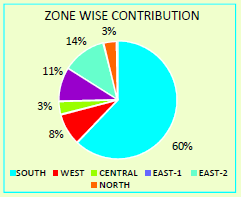 ZONE WISE CONTRIBUTION
3%
14%
11%
3%
8%
60%
SOUTH WEST CENTRAL EAST-1 EAST-2
NORTH